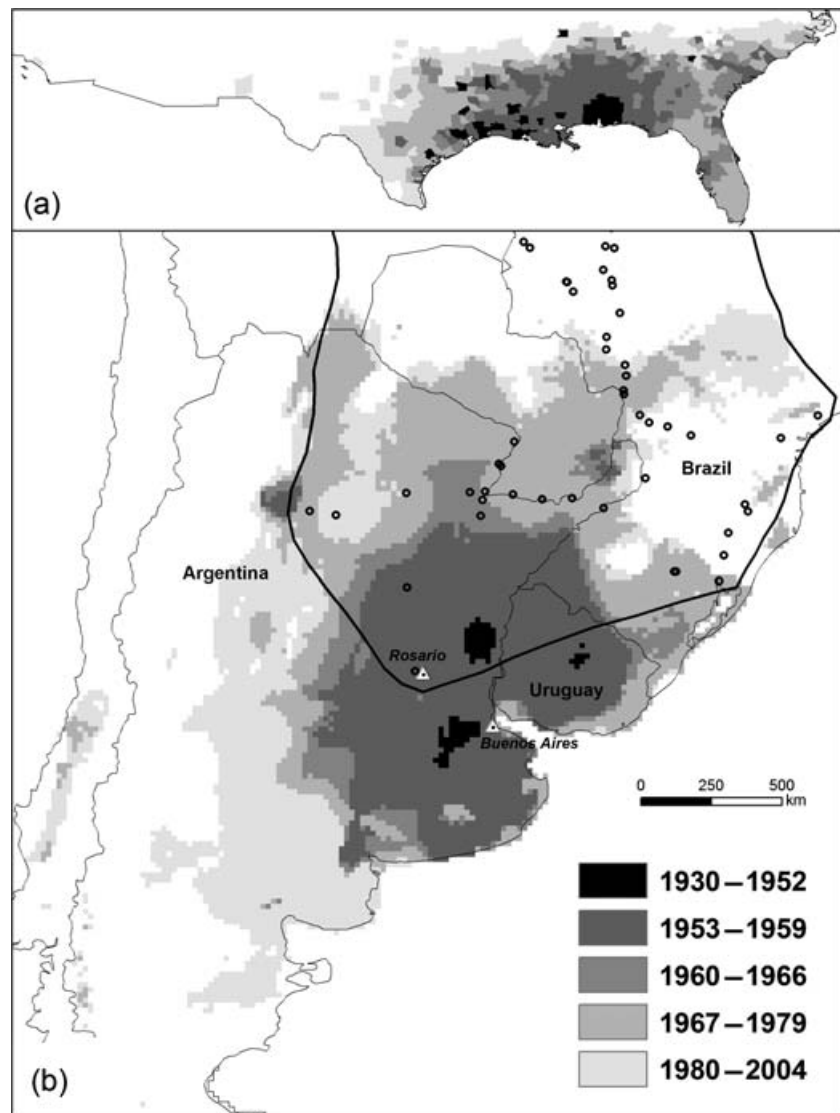 (a)
Brazil
Argentina
Rosario
Uruguay
Buenos Aires
0 250 500
km
1930–1952
1953–1959
1960–1966
1967–1979
1980–2004
(b)